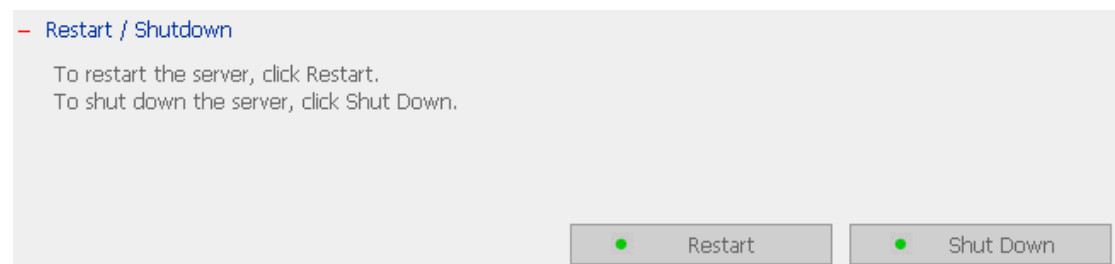 Restart / Shutdown
To restart the server, click Restart.
To shut down the server, click Shut Down.
Restart
Shut Down